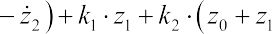 − ż₂) + k₁ · z₁ + k₂ · (z₀ + z₁